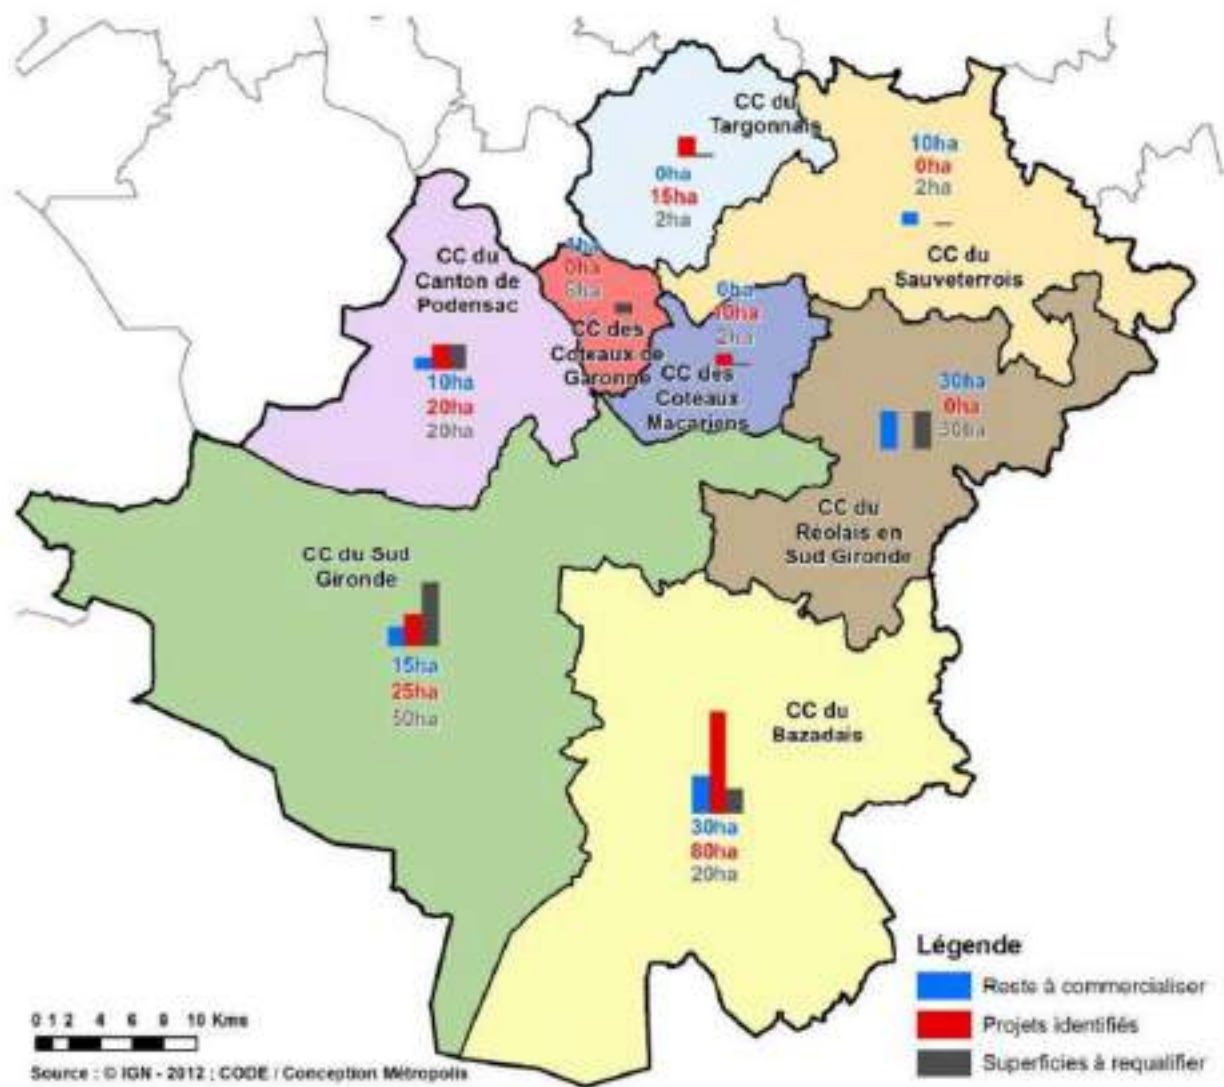 CC du
Targonnais
0ha
15ha
2ha
10ha
0ha
2ha
CC du
Sauveterrois
CC du
Canton de
Podensac
10ha
20ha
20ha
0ha
CC des
Coteaux de
Garonne
0ha
10ha
2ha
CC des
Coteaux
Macariens
30ha
0ha
30ha
CC du
Réolais en
Sud Gironde
CC du Sud
Gironde
15ha
25ha
50ha
CC du
Bazadais
30ha
80ha
20ha
Légende
Reste à commercialiser
Projets identifiés
Superficies à requalifier
0 1 2 4 6 8 10 Kms
Source : © IGN - 2012 ; CODE / Conception Métropolis